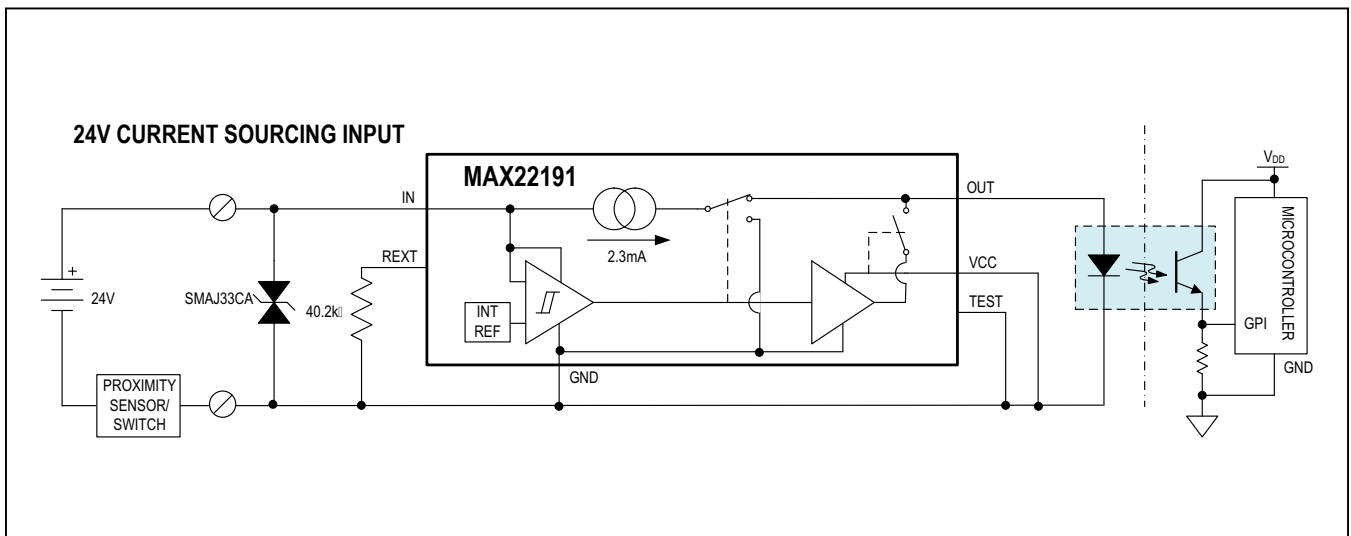 24V CURRENT SOURCING INPUT
MAX22191
IN
OUT
VDD
2.3mA
REXT
VCC
TEST
MICROCONTROLLER
24V
SMAJ33CA
40.2k
INT
REF
GPI
GND
GND
PROXIMITY
SENSOR/
SWITCH